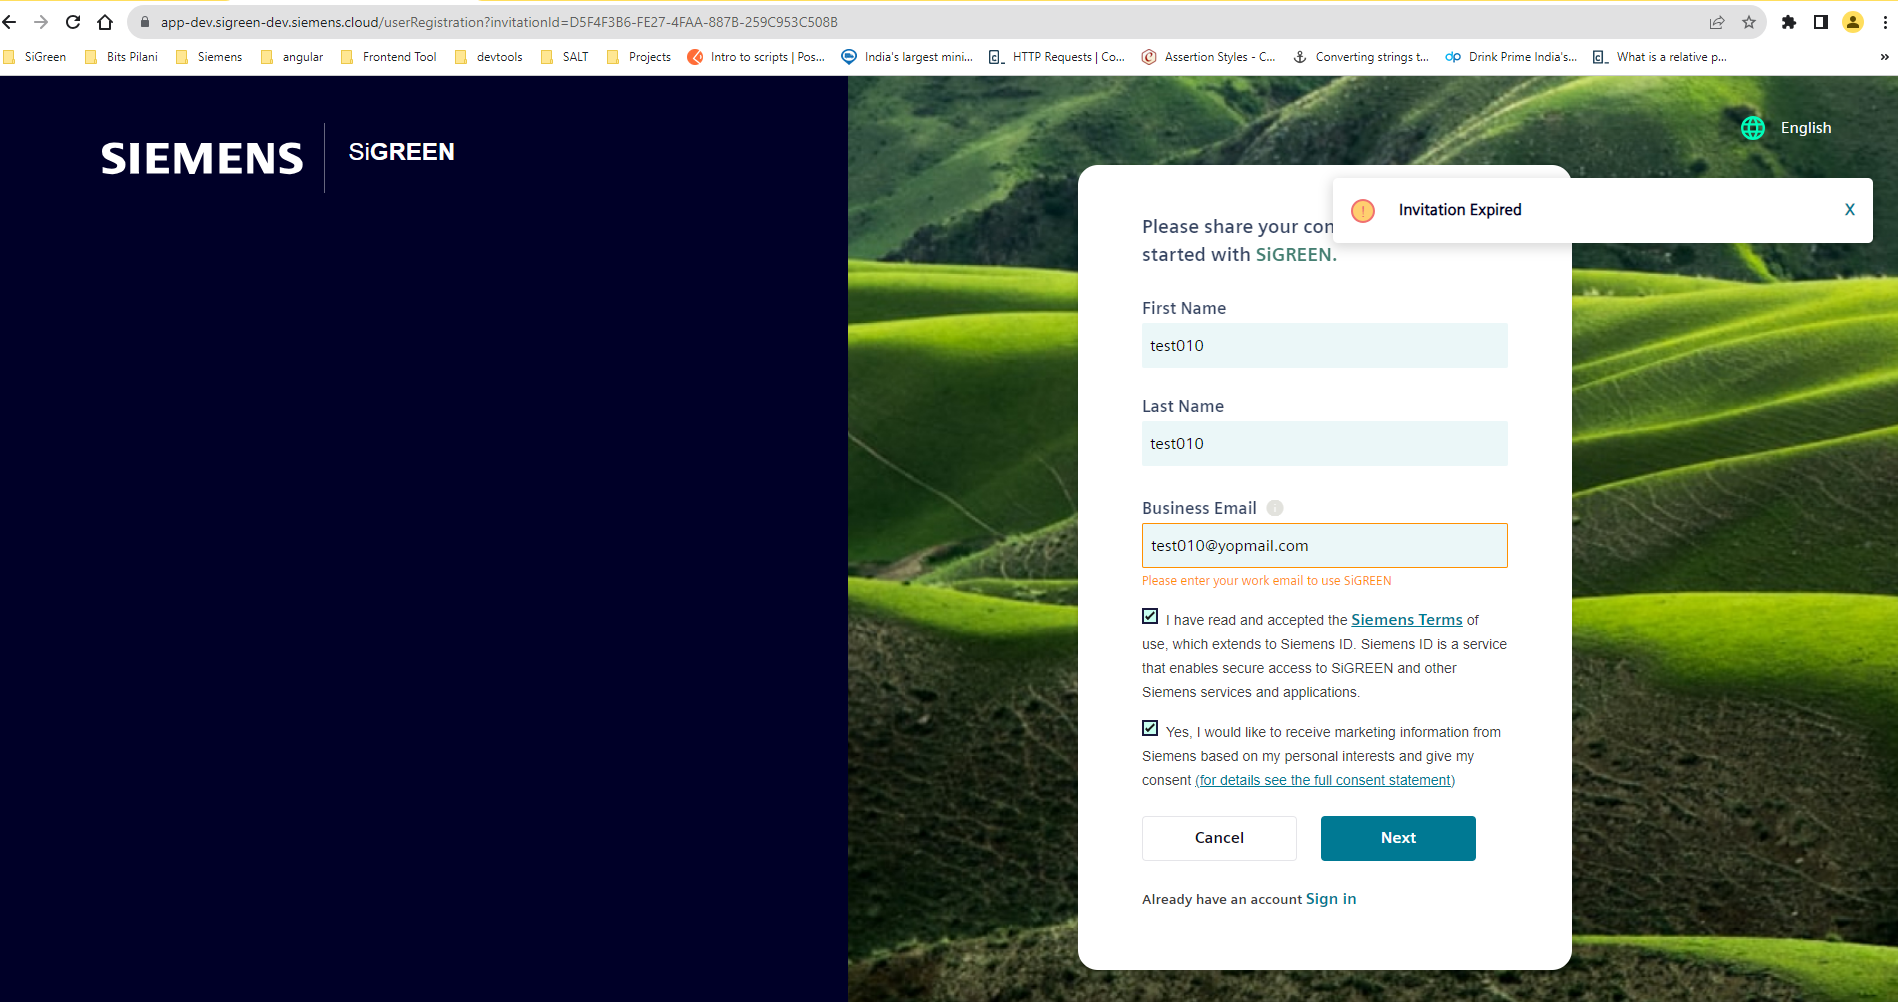 app-dev.sigreen-dev.siemens.cloud/userRegistration?invitationId=D5F4F3B6-FE27-4FAA-887B-259C953C508B
SiGreen Bits Pilani Siemens angular Frontend Tool devtools SALT Projects Intro to scripts | Pos... India's largest mini... HTTP Requests | Co... Assertion Styles - C... Converting strings t... Drink Prime India's... What is a relative p... »
SIEMENS SiGREEN
English
Invitation Expired X
Please share your con
started with SiGREEN.
First Name
test010
Last Name
test010
Business Email
test010@yopmail.com
Please enter your work email to use SiGREEN
I have read and accepted the Siemens Terms of
use, which extends to Siemens ID. Siemens ID is a service
that enables secure access to SiGREEN and other
Siemens services and applications.
Yes, I would like to receive marketing information from
Siemens based on my personal interests and give my
consent (for details see the full consent statement)
Cancel Next
Already have an account Sign in